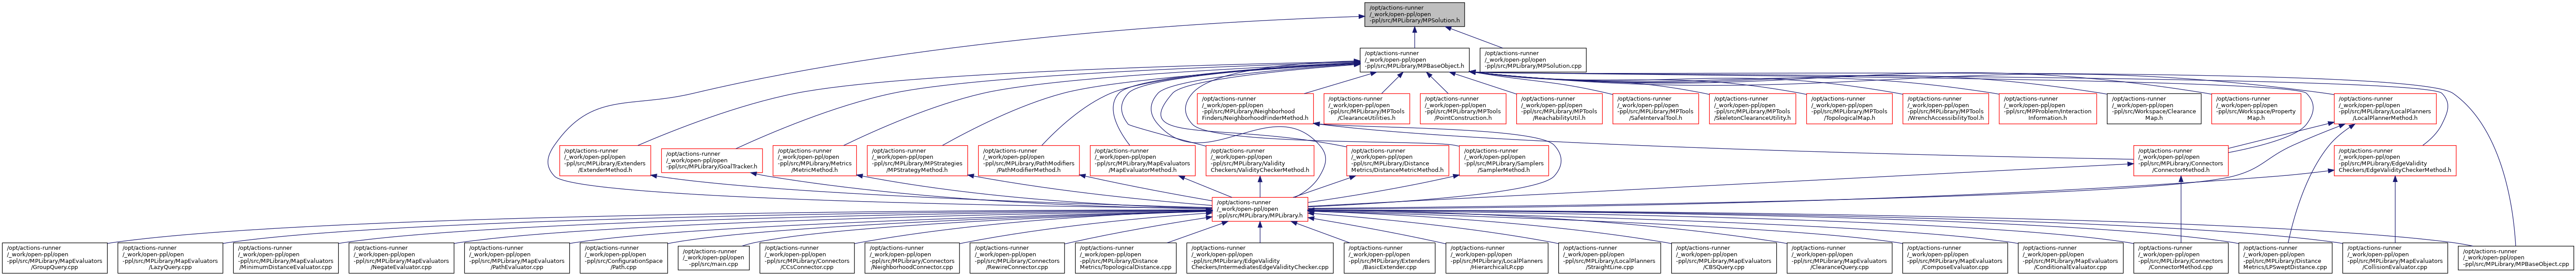 /opt/actions-runner
/_work/open-ppl/open
-ppl/src/MPLibrary/MPSolution.h
/opt/actions-runner
/_work/open-ppl/open
-ppl/src/MPLibrary/MPBaseObject.h
/opt/actions-runner
/_work/open-ppl/open
-ppl/src/MPLibrary/MPSolution.cpp
/opt/actions-runner
/_work/open-ppl/open
-ppl/src/MPLibrary/Neighborhood
Finders/NeighborhoodFinderMethod.h
/opt/actions-runner
/_work/open-ppl/open
-ppl/src/MPLibrary/MPTools
/ClearanceUtilities.h
/opt/actions-runner
/_work/open-ppl/open
-ppl/src/MPLibrary/MPTools
/PointConstruction.h
/opt/actions-runner
/_work/open-ppl/open
-ppl/src/MPLibrary/MPTools
/ReachabilityUtil.h
/opt/actions-runner
/_work/open-ppl/open
-ppl/src/MPLibrary/MPTools
/SafeIntervalTool.h
/opt/actions-runner
/_work/open-ppl/open
-ppl/src/MPLibrary/MPTools
/SkeletonClearanceUtility.h
/opt/actions-runner
/_work/open-ppl/open
-ppl/src/MPLibrary/MPTools
/TopologicalMap.h
/opt/actions-runner
/_work/open-ppl/open
-ppl/src/MPLibrary/MPTools
/WrenchAccessibilityTool.h
/opt/actions-runner
/_work/open-ppl/open
-ppl/src/MPProblem/Interaction
Information.h
/opt/actions-runner
/_work/open-ppl/open
-ppl/src/Workspace/Clearance
Map.h
/opt/actions-runner
/_work/open-ppl/open
-ppl/src/Workspace/Property
Map.h
/opt/actions-runner
/_work/open-ppl/open
-ppl/src/MPLibrary/LocalPlanners
/LocalPlannerMethod.h
/opt/actions-runner
/_work/open-ppl/open
-ppl/src/MPLibrary/Extenders
/ExtenderMethod.h
/opt/actions-runner
/_work/open-ppl/open
-ppl/src/MPLibrary/GoalTracker.h
/opt/actions-runner
/_work/open-ppl/open
-ppl/src/MPLibrary/Metrics
/MetricMethod.h
/opt/actions-runner
/_work/open-ppl/open
-ppl/src/MPLibrary/MPStrategies
/MPStrategyMethod.h
/opt/actions-runner
/_work/open-ppl/open
-ppl/src/MPLibrary/PathModifiers
/PathModifierMethod.h
/opt/actions-runner
/_work/open-ppl/open
-ppl/src/MPLibrary/MapEvaluators
/MapEvaluatorMethod.h
/opt/actions-runner
/_work/open-ppl/open
-ppl/src/MPLibrary/Validity
Checkers/ValidityCheckerMethod.h
/opt/actions-runner
/_work/open-ppl/open
-ppl/src/MPLibrary/Distance
Metrics/DistanceMetricMethod.h
/opt/actions-runner
/_work/open-ppl/open
-ppl/src/MPLibrary/Samplers
/SamplerMethod.h
/opt/actions-runner
/_work/open-ppl/open
-ppl/src/MPLibrary/Connectors
/ConnectorMethod.h
/opt/actions-runner
/_work/open-ppl/open
-ppl/src/MPLibrary/EdgeValidity
Checkers/EdgeValidityCheckerMethod.h
/opt/actions-runner
/_work/open-ppl/open
-ppl/src/MPLibrary/MPLibrary.h
/opt/actions-runner
/_work/open-ppl/open
-ppl/src/MPLibrary/MapEvaluators
/GroupQuery.cpp
/opt/actions-runner
/_work/open-ppl/open
-ppl/src/MPLibrary/MapEvaluators
/LazyQuery.cpp
/opt/actions-runner
/_work/open-ppl/open
-ppl/src/MPLibrary/MapEvaluators
/MinimumDistanceEvaluator.cpp
/opt/actions-runner
/_work/open-ppl/open
-ppl/src/MPLibrary/MapEvaluators
/NegateEvaluator.cpp
/opt/actions-runner
/_work/open-ppl/open
-ppl/src/MPLibrary/MapEvaluators
/PathEvaluator.cpp
/opt/actions-runner
/_work/open-ppl/open
-ppl/src/ConfigurationSpace
/Path.cpp
/opt/actions-runner
/_work/open-ppl/open
-ppl/src/main.cpp
/opt/actions-runner
/_work/open-ppl/open
-ppl/src/MPLibrary/Connectors
/CCsConnector.cpp
/opt/actions-runner
/_work/open-ppl/open
-ppl/src/MPLibrary/Connectors
/NeighborhoodConnector.cpp
/opt/actions-runner
/_work/open-ppl/open
-ppl/src/MPLibrary/Connectors
/RewireConnector.cpp
/opt/actions-runner
/_work/open-ppl/open
-ppl/src/MPLibrary/Distance
Metrics/TopologicalDistance.cpp
/opt/actions-runner
/_work/open-ppl/open
-ppl/src/MPLibrary/EdgeValidity
Checkers/IntermediatesEdgeValidityChecker.cpp
/opt/actions-runner
/_work/open-ppl/open
-ppl/src/MPLibrary/Extenders
/BasicExtender.cpp
/opt/actions-runner
/_work/open-ppl/open
-ppl/src/MPLibrary/LocalPlanners
/HierarchicalLP.cpp
/opt/actions-runner
/_work/open-ppl/open
-ppl/src/MPLibrary/LocalPlanners
/StraightLine.cpp
/opt/actions-runner
/_work/open-ppl/open
-ppl/src/MPLibrary/MapEvaluators
/CBSQuery.cpp
/opt/actions-runner
/_work/open-ppl/open
-ppl/src/MPLibrary/MapEvaluators
/ClearanceQuery.cpp
/opt/actions-runner
/_work/open-ppl/open
-ppl/src/MPLibrary/MapEvaluators
/ComposeEvaluator.cpp
/opt/actions-runner
/_work/open-ppl/open
-ppl/src/MPLibrary/MapEvaluators
/ConditionalEvaluator.cpp
/opt/actions-runner
/_work/open-ppl/open
-ppl/src/MPLibrary/Connectors
/ConnectorMethod.cpp
/opt/actions-runner
/_work/open-ppl/open
-ppl/src/MPLibrary/Distance
Metrics/LPSweptDistance.cpp
/opt/actions-runner
/_work/open-ppl/open
-ppl/src/MPLibrary/MapEvaluators
/CollisionEvaluator.cpp
/opt/actions-runner
/_work/open-ppl/open
-ppl/src/MPLibrary/MPBaseObject.cpp